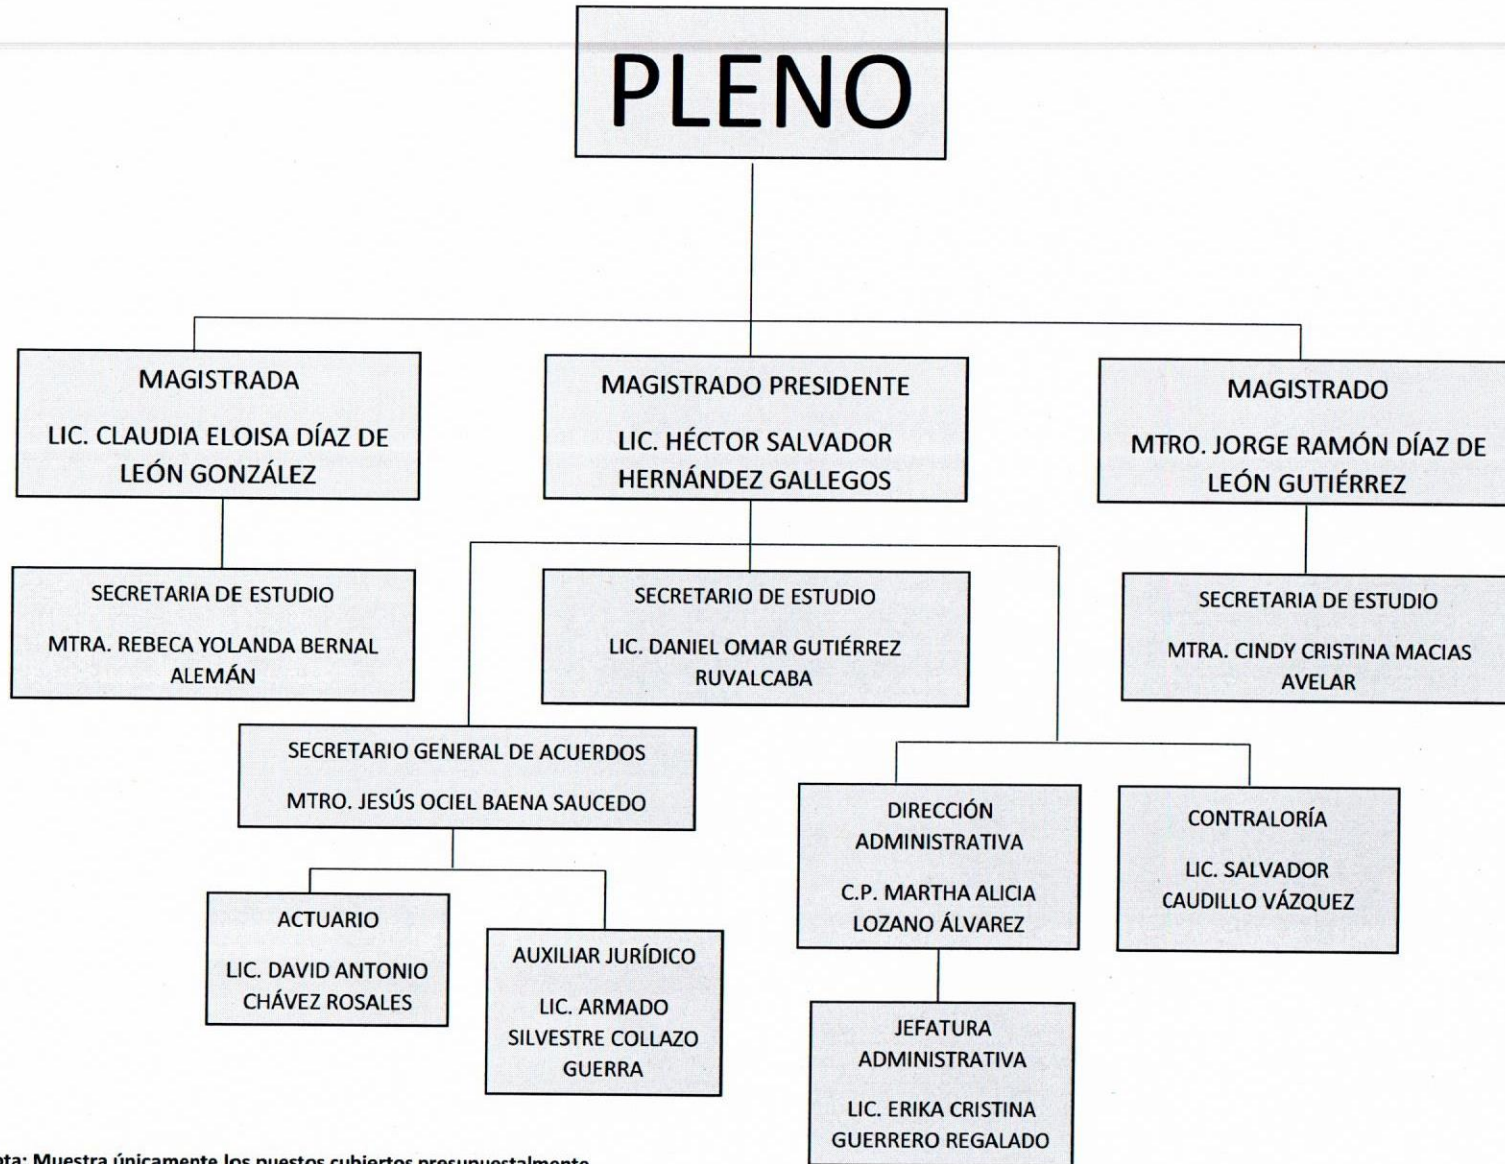 PLENO
MAGISTRADA
LIC. CLAUDIA ELOISA DÍAZ DE
LEÓN GONZÁLEZ
MAGISTRADO PRESIDENTE
LIC. HÉCTOR SALVADOR
HERNÁNDEZ GALLEGOS
MAGISTRADO
MTRO. JORGE RAMÓN DÍAZ DE
LEÓN GUTIÉRREZ
SECRETARIA DE ESTUDIO
MTRA. REBECA YOLANDA BERNAL
ALEMÁN
SECRETARIO DE ESTUDIO
LIC. DANIEL OMAR GUTIÉRREZ
RUVALCABA
SECRETARIA DE ESTUDIO
MTRA. CINDY CRISTINA MACIAS
AVELAR
SECRETARIO GENERAL DE ACUERDOS
MTRO. JESÚS OCIEL BAENA SAUCEDO
DIRECCIÓN
ADMINISTRATIVA
C.P. MARTHA ALICIA
LOZANO ÁLVAREZ
CONTRALORÍA
LIC. SALVADOR
CAUDILLO VÁZQUEZ
ACTUARIO
LIC. DAVID ANTONIO
CHÁVEZ ROSALES
AUXILIAR JURÍDICO
LIC. ARMADO
SILVESTRE COLLAZO
GUERRA
JEFATURA
ADMINISTRATIVA
LIC. ERIKA CRISTINA
GUERRERO REGALADO
ota: Muestra únicamente los puestos cubiertos presupuestalmente